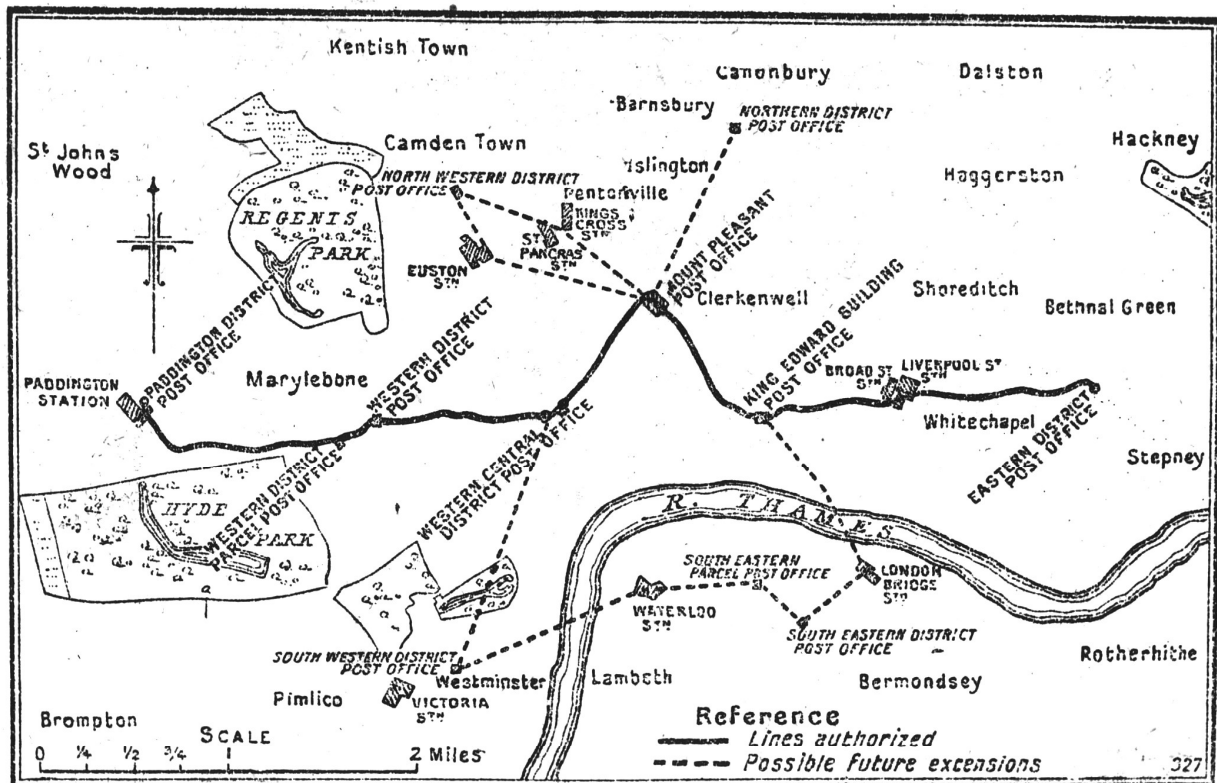 Kentish Town
Canonbury
Dalston
Barnsbury
NORTHERN DISTRICT
POST OFFICE
Hackney
St Johns
Wood
Camden Town
Islington
NORTH WESTERN DISTRICT
POST OFFICE
Pentonville
KINGS
CROSS
STN
Haggerston
REGENTS
PARK
ST
PANCRAS
STN
EUSTON
STN
MOUNT PLEASANT
POST OFFICE
Clerkenwell
Shoreditch
Bethnal Green
PADDINGTON DISTRICT
POST OFFICE
WESTERN DISTRICT
POST OFFICE
KING EDWARD BUILDING
POST OFFICE
BROAD ST
STN
LIVERPOOL ST
STN
PADDINGTON
STATION
Marylebone
Whitechapel
EASTERN DISTRICT
POST OFFICE
Stepney
WESTERN DISTRICT
PARCEL POST OFFICE
WESTERN CENTRAL
DISTRICT POST OFFICE
HYDE
PARK
R. THAMES
SOUTH EASTERN
PARCEL POST OFFICE
LONDON
BRIDGE
STN
WATERLOO
STN
SOUTH EASTERN DISTRICT
POST OFFICE
SOUTH WESTERN DISTRICT
POST OFFICE
Westminster
Lambeth
Bermondsey
Rotherhithe
Pimlico
VICTORIA
STN
Brompton
SCALE
0 1/4 1/2 3/4 1 2 Miles
Reference
Lines authorized
Possible future excensions
327